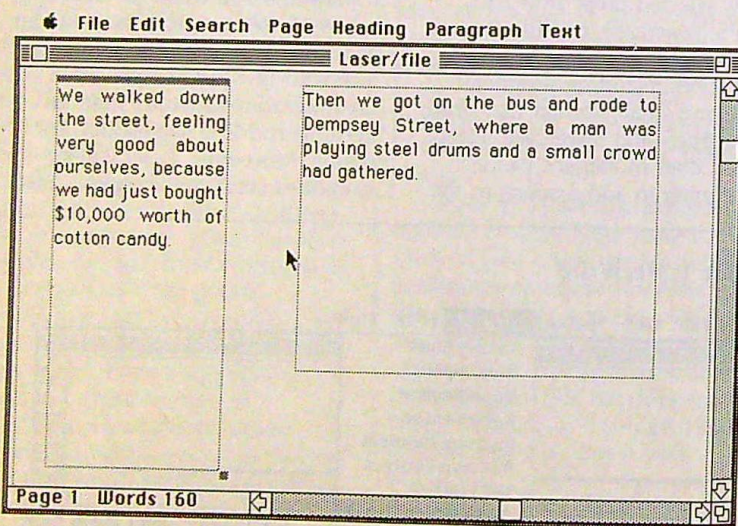 File Edit Search Page Heading Paragraph Text
Laser/file
We walked down
the street, feeling
very good about
ourselves, because
we had just bought
$10,000 worth of
cotton candy.
Then we got on the bus and rode to
Dempsey Street, where a man was
playing steel drums and a small crowd
had gathered.
Page 1 Words 160